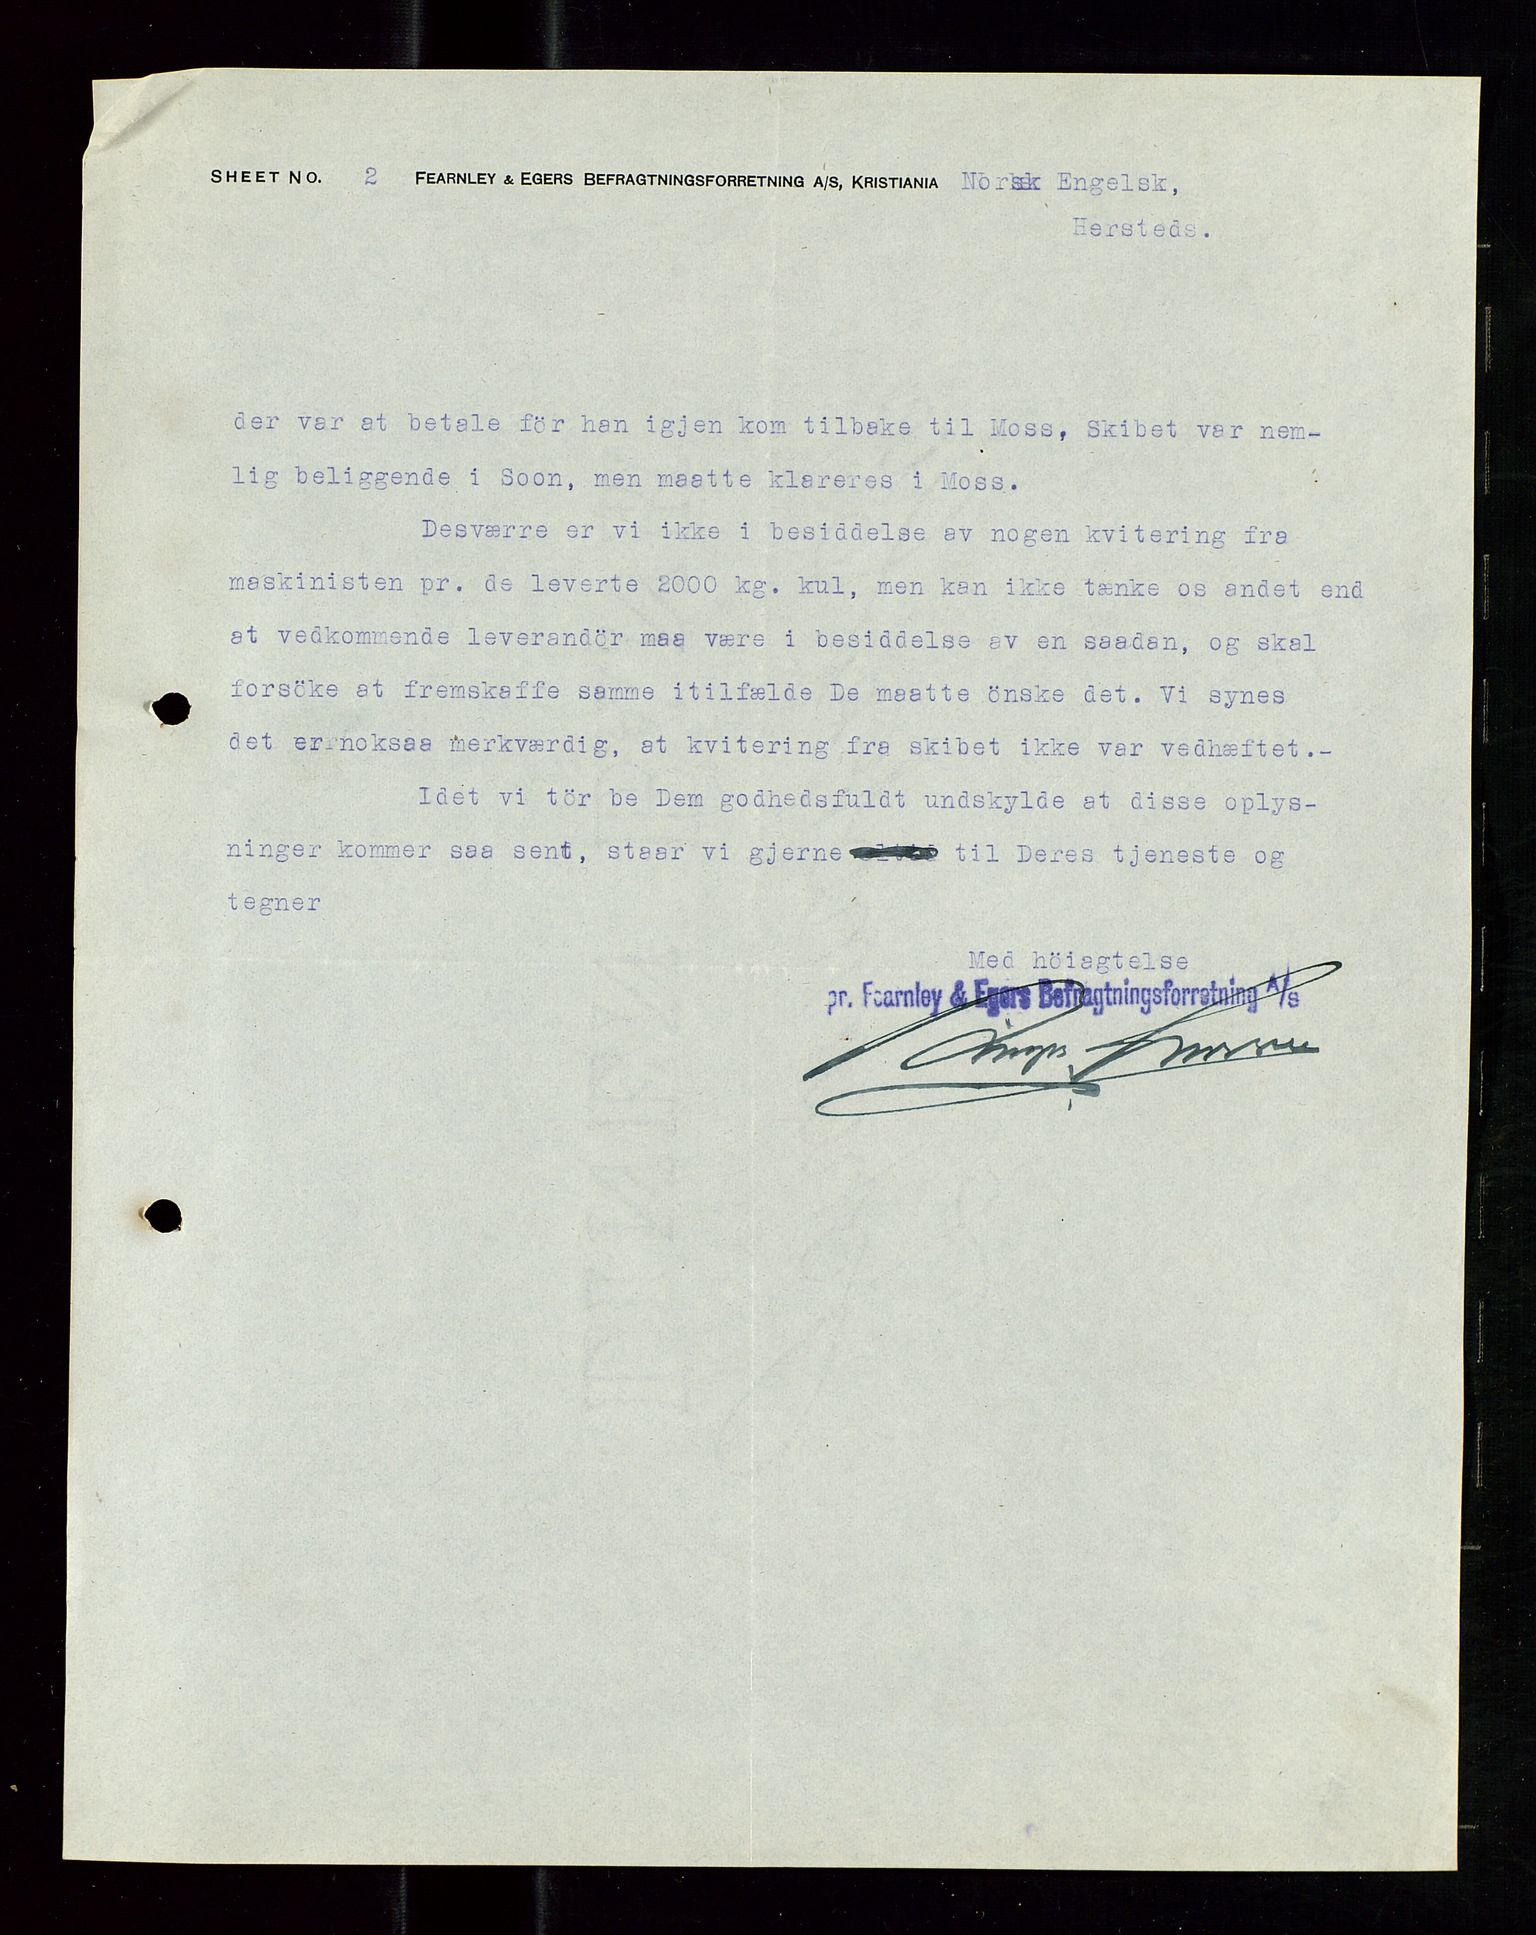 SHEET NO. 2 FEARNLEY & EGERS BEFRAGTNINGSFORRETNING A/S, KRISTIANIA Norsk Engelsk,
Hersteds.
der var at betale för han igjen kom tilbake til Moss, Skibet var nem-
lig beliggende i Soon, men maatte klareres i Moss.
Desværre er vi ikke i besiddelse av nogen kvitering fra
maskinisten pr. de leverte 2000 kg. kul, men kan ikke tænke os andet end
at vedkommende leverandör maa være i besiddelse av en saadan, og skal
forsöke at fremskaffe samme itilfælde De maatte önske det. Vi synes
det er noksaa merkværdig, at kvitering fra skibet ikke var vedhæftet.-
Idet vi tör be Dem godhedsfuldt undskylde at disse oplys-
ninger kommer saa sent, staar vi gjerne til Deres tjeneste og
tegner
Med höiagtelse
pr. Fearnley & Egers Befragtningsforretning A/s